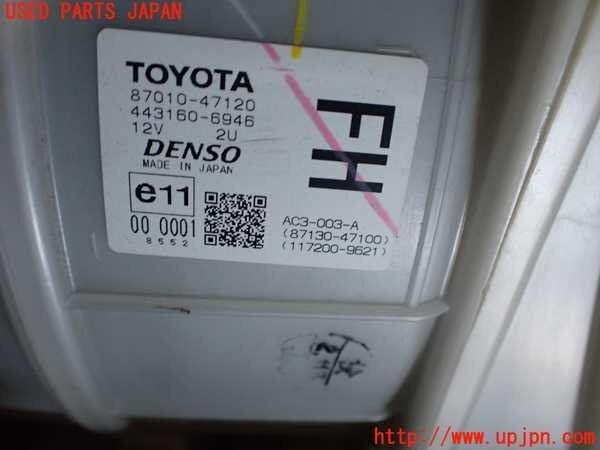 USED PARTS JAPAN
TOYOTA
87010-47120
443160-6946
12V 2U
DENSO
MADE IN JAPAN
e11
00 0001
8552
FH
AC3-003-A
(87130-47100)
(117200-9621)
http://www.upjpn.com/